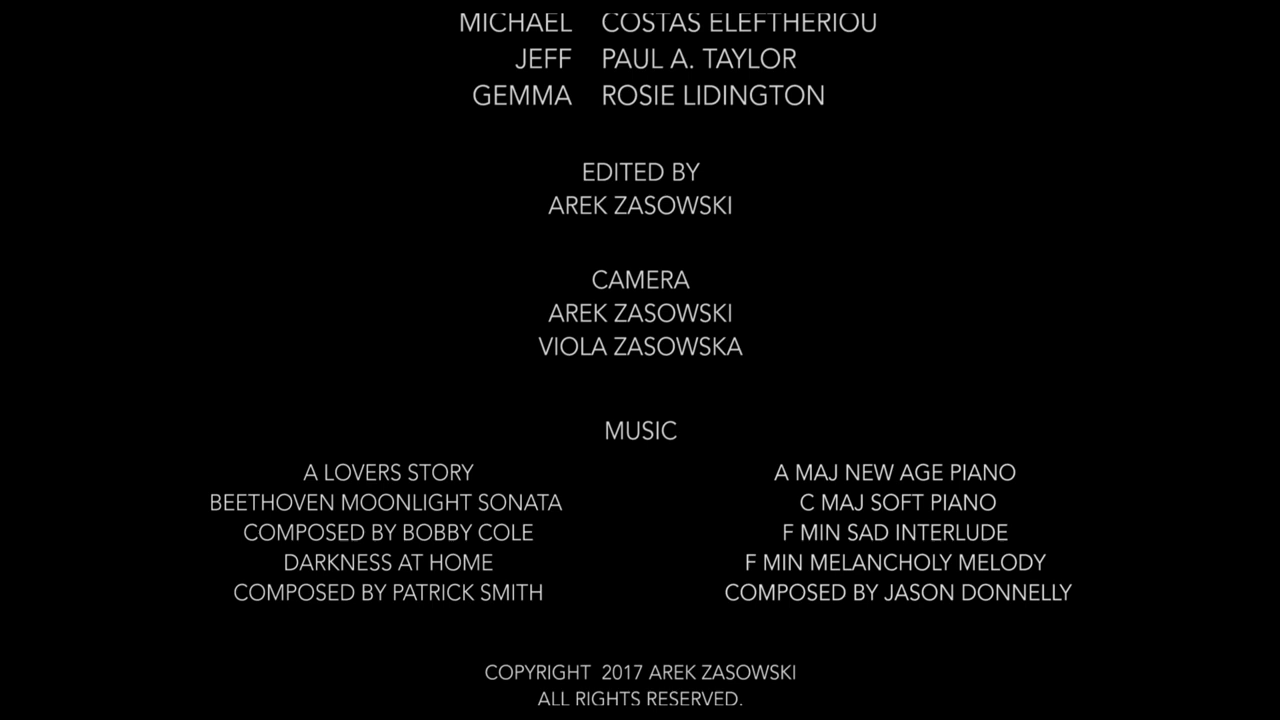 MICHAEL COSTAS ELEFTHERIOU
JEFF PAUL A. TAYLOR
GEMMA ROSIE LIDINGTON
EDITED BY
AREK ZASOWSKI
CAMERA
AREK ZASOWSKI
VIOLA ZASOWSKA
MUSIC
A LOVERS STORY
BEETHOVEN MOONLIGHT SONATA
COMPOSED BY BOBBY COLE
DARKNESS AT HOME
COMPOSED BY PATRICK SMITH
A MAJ NEW AGE PIANO
C MAJ SOFT PIANO
F MIN SAD INTERLUDE
F MIN MELANCHOLY MELODY
COMPOSED BY JASON DONNELLY
COPYRIGHT 2017 AREK ZASOWSKI
ALL RIGHTS RESERVED.